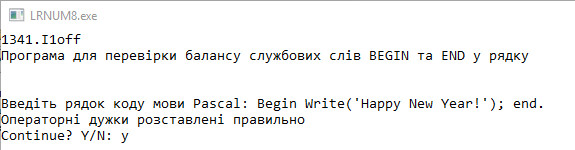 LRNUM8.exe
1341.I1off
Програма для перевірки балансу службових слів BEGIN та END у рядку
Введіть рядок коду мови Pascal: Begin Write('Happy New Year!'); end.
Операторні дужки розставлені правильно
Continue? Y/N: y